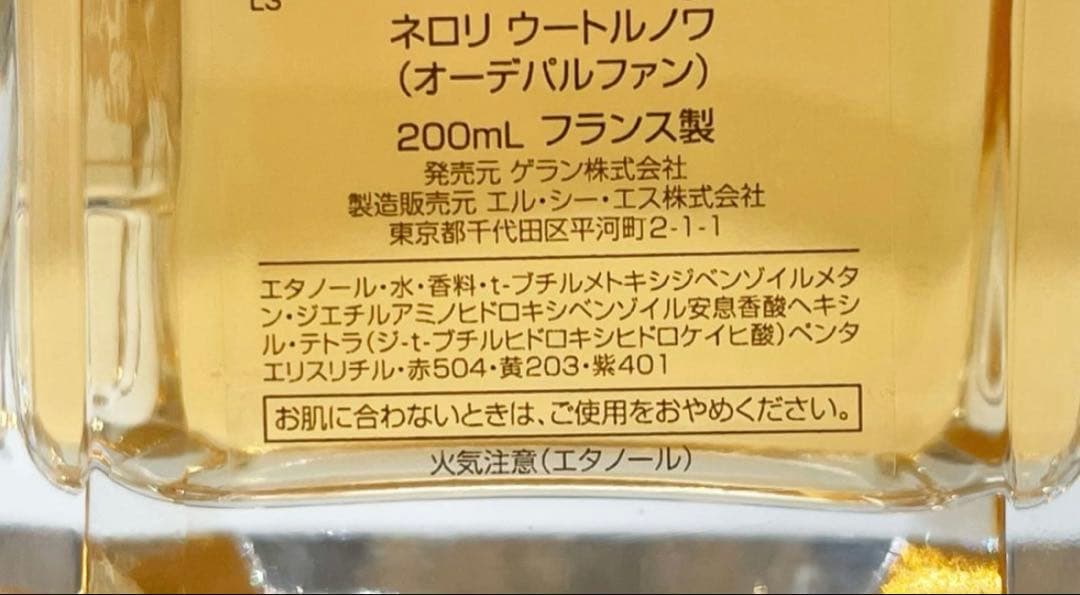 LS
ネロリ ウートルノワ
(オーデパルファン)
200mL フランス製
発売元 ゲラン株式会社
製造販売元 エル・シー・エス株式会社
東京都千代田区平河町2-1-1
エタノール・水・香料・t-ブチルメトキシジベンゾイルメタ
ン・ジエチルアミノヒドロキシベンゾイル安息香酸ヘキシ
ル・テトラ(ジ-t-ブチルヒドロキシヒドロケイヒ酸)ペンタ
エリスリチル・赤504・黄203・紫401
お肌に合わないときは、ご使用をおやめください。
火気注意(エタノール)